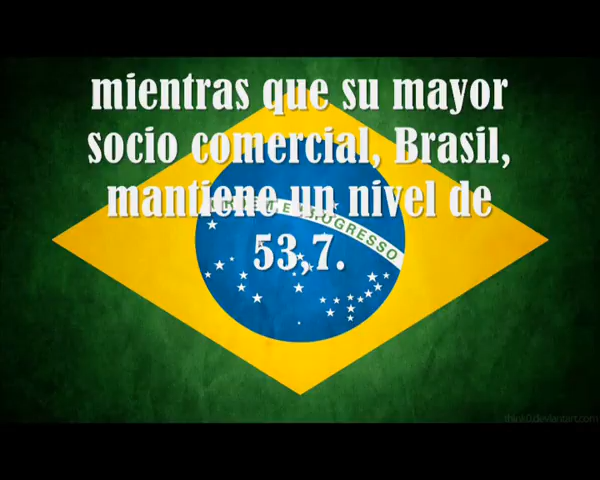 mientras que su mayor
socio comercial, Brasil,
mantiene un nivel de
53,7.